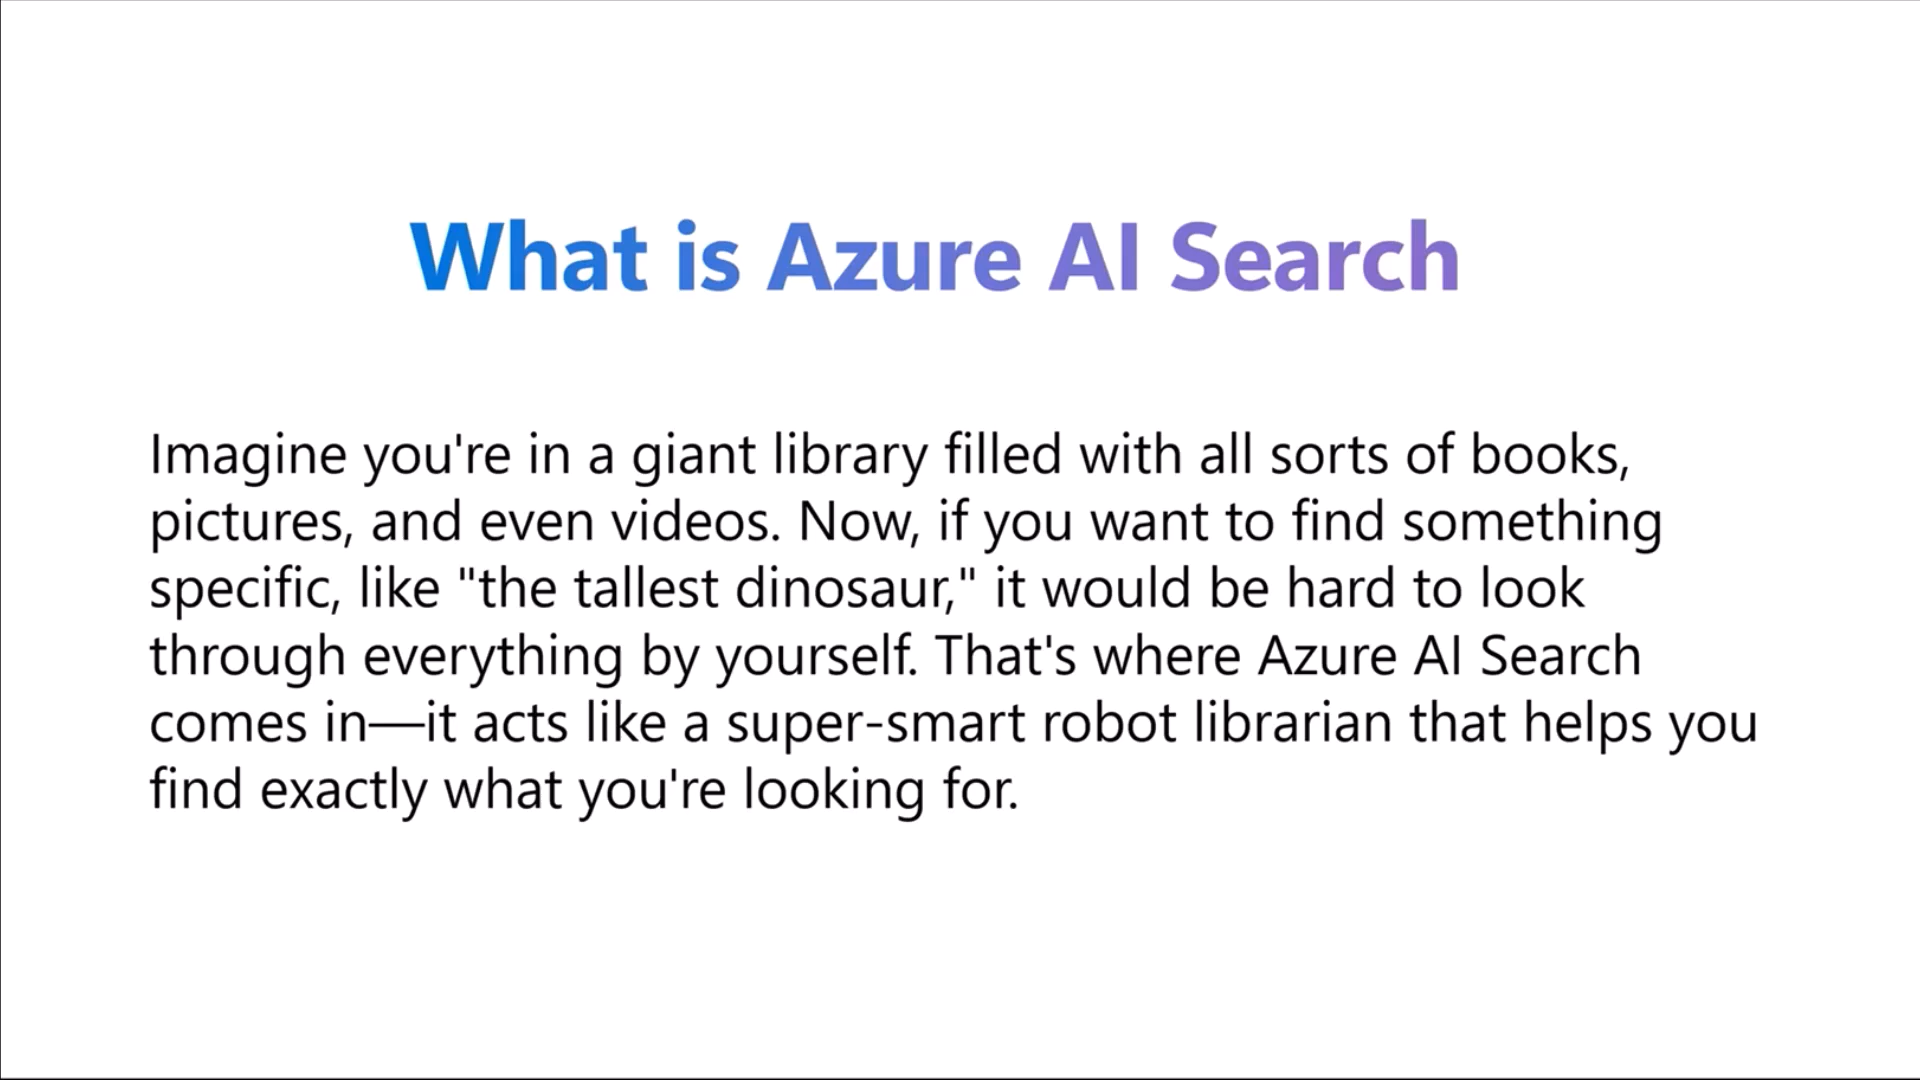 What is Azure AI Search
Imagine you're in a giant library filled with all sorts of books,
pictures, and even videos. Now, if you want to find something
specific, like "the tallest dinosaur," it would be hard to look
through everything by yourself. That's where Azure AI Search
comes in—it acts like a super-smart robot librarian that helps you
find exactly what you're looking for.